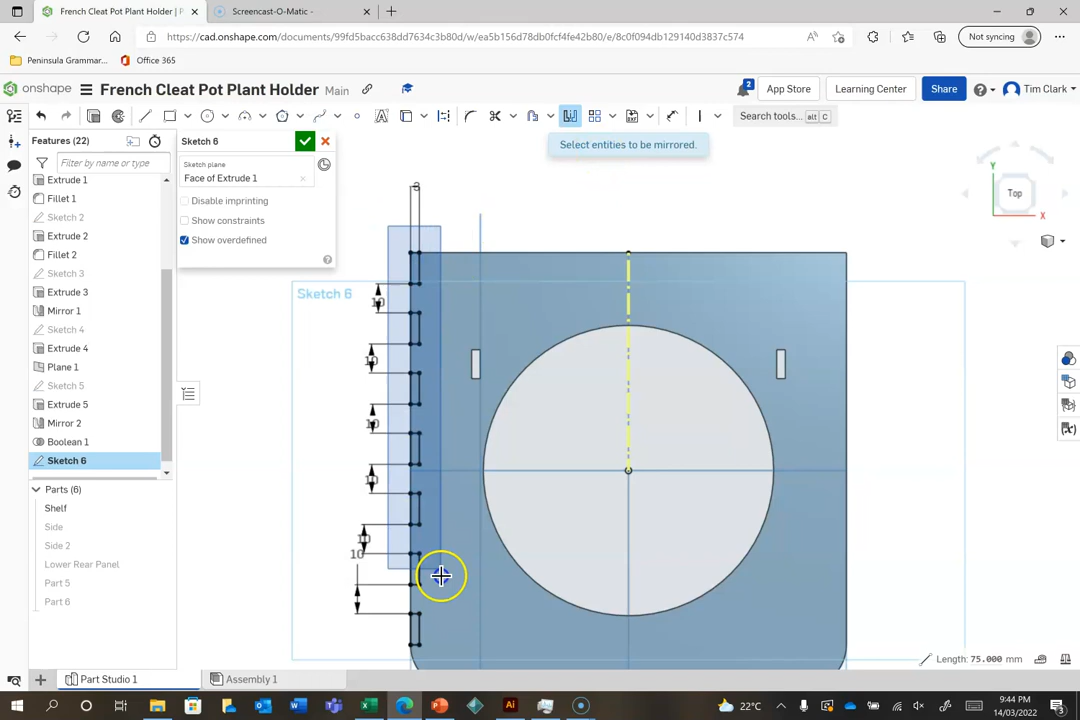 French Cleat Pot Plant Holder |
Screencast-O-Matic -
https://cad.onshape.com/documents/99fd5bacc638dd7634c3b80d/w/ea5b156d78db0fcf4fe42b80/e/8c0f094db129140d3837c574
Not syncing
Peninsula Grammar...
Office 365
onshape
French Cleat Pot Plant Holder
Main
2
App Store
Learning Center
Share
Tim Clark
Search tools...
alt C
Features (22)
Filter by name or type
Extrude 1
Fillet 1
Sketch 2
Extrude 2
Fillet 2
Sketch 3
Extrude 3
Mirror 1
Sketch 4
Extrude 4
Plane 1
Sketch 5
Extrude 5
Mirror 2
Boolean 1
Sketch 6
Parts (6)
Shelf
Side
Side 2
Lower Rear Panel
Part 5
Part 6
Sketch 6
Sketch plane
Face of Extrude 1
Disable imprinting
Show constraints
Show overdefined
Select entities to be mirrored.
Y
Top
X
3
Sketch 6
10
10
10
10
10
10
Length: 75.000 mm
Part Studio 1
Assembly 1
22°C
9:44 PM
14/03/2022
3